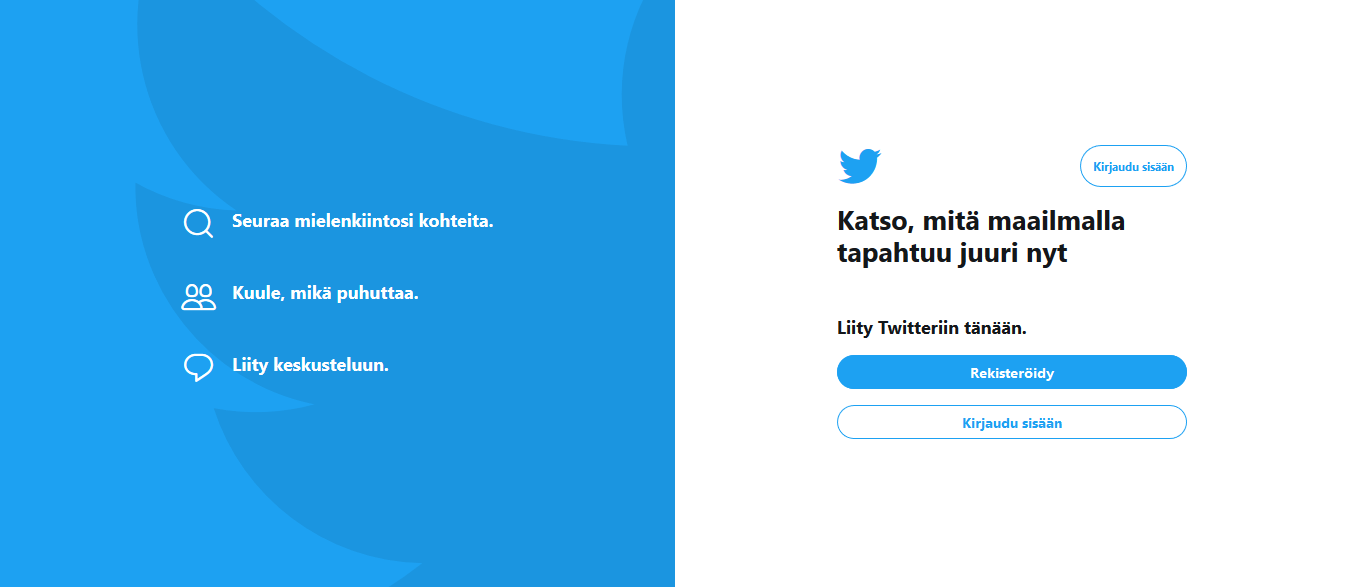 Seuraa mielenkiintosi kohteita.
Kuule, mikä puhuttaa.
Liity keskusteluun.
Kirjaudu sisään
Katso, mitä maailmalla
tapahtuu juuri nyt
Liity Twitteriin tänään.
Rekisteröidy
Kirjaudu sisään